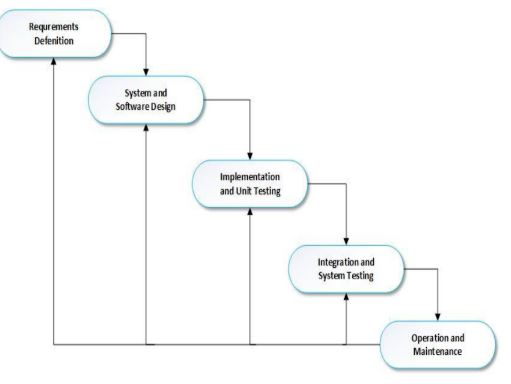 Requrements
Defenition
System and
Software Design
Implementation
and Unit Testing
Integration and
System Testing
Operation and
Maintenance